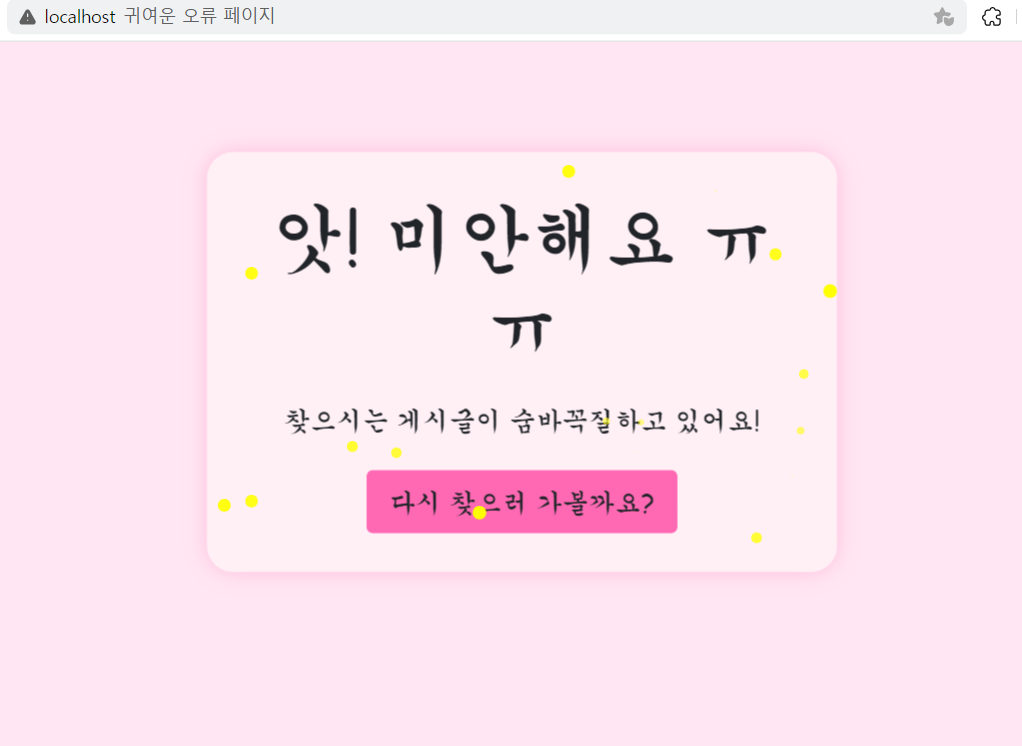 localhost 귀여운 오류 페이지
앗! 미안해요 ㅠ
ㅠ
찾으시는 게시글이 숨바꼭질하고 있어요!
다시 찾으러 가볼까요?